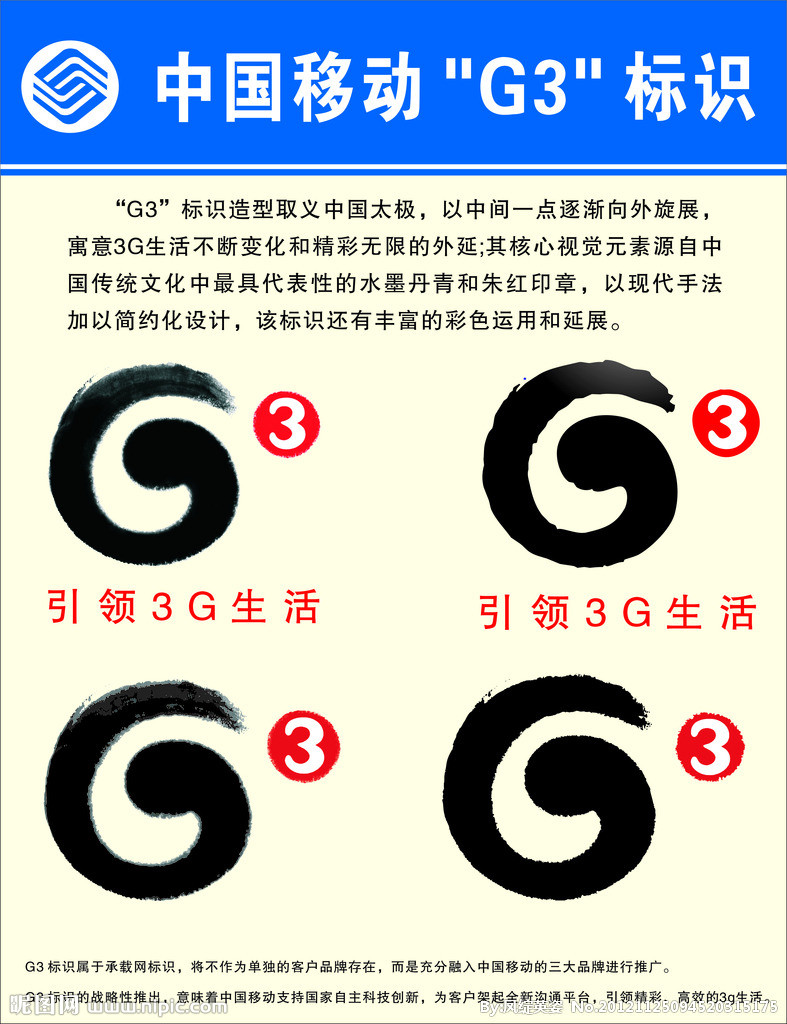 中国移动"G3"标识
“G3”标识造型取义中国太极，以中间一点逐渐向外旋展，
寓意3G生活不断变化和精彩无限的外延;其核心视觉元素源自中
国传统文化中最具代表性的水墨丹青和朱红印章，以现代手法
加以简约化设计，该标识还有丰富的彩色运用和延展。
3
3
引领3G生活
引领3G生活
3
3
G3标识属于承载网标识，将不作为单独的客户品牌存在，而是充分融入中国移动的三大品牌进行推广。
G3标识的战略性推出，意味着中国移动支持国家自主科技创新，为客户架起全新沟通平台，引领精彩、高效的3g生活。
昵图网 www.nipic.com
No.20121125094520315175